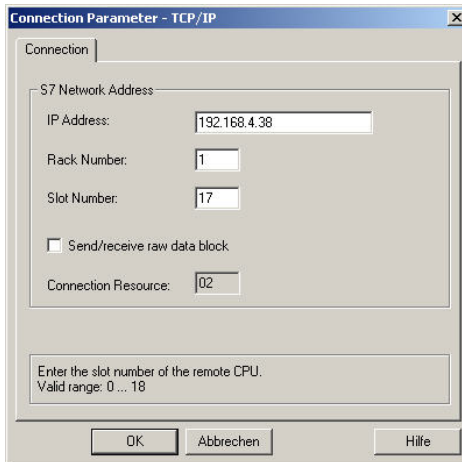 Connection Parameter - TCP/IP
Connection
S7 Network Address
IP Address: 192.168.4.38
Rack Number: 1
Slot Number: 17
Send/receive raw data block
Connection Resource: 02
Enter the slot number of the remote CPU.
Valid range: 0 ... 18
OK Abbrechen Hilfe